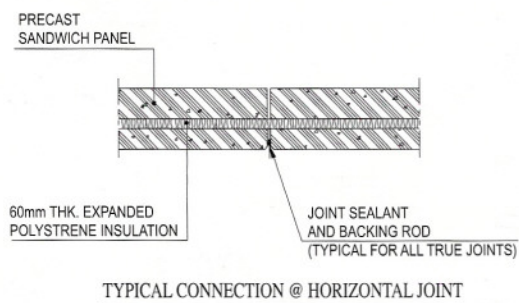 PRECAST
SANDWICH PANEL
60mm THK. EXPANDED
POLYSTRENE INSULATION
JOINT SEALANT
AND BACKING ROD
(TYPICAL FOR ALL TRUE JOINTS)
TYPICAL CONNECTION @ HORIZONTAL JOINT